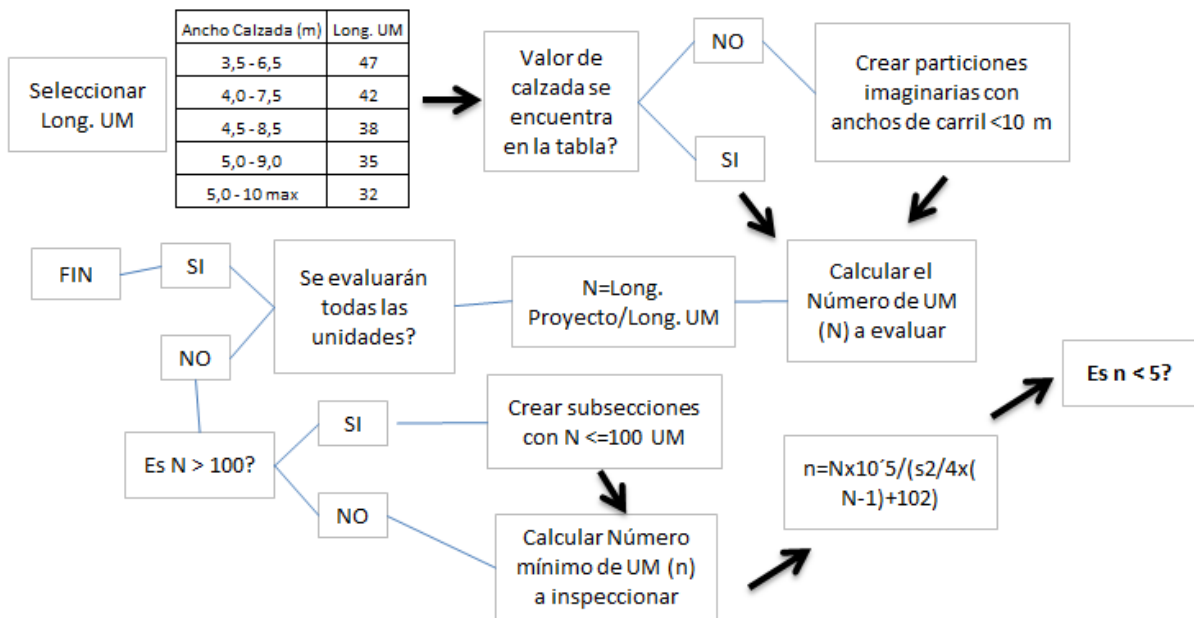 Seleccionar
Long. UM
Ancho Calzada (m) Long. UM
3,5 - 6,5 47
4,0 - 7,5 42
4,5 - 8,5 38
5,0 - 9,0 35
5,0 - 10 max 32
Valor de
calzada se
encuentra
en la tabla?
NO
SI
Crear particiones
imaginarias con
anchos de carril <10 m
Calcular el
Número de UM
(N) a evaluar
N=Long.
Proyecto/Long. UM
Se evaluarán
todas las
unidades?
SI
FIN
NO
Es N > 100?
SI
NO
Crear subsecciones
con N <=100 UM
Calcular Número
mínimo de UM (n)
a inspeccionar
n=Nx10´5/(s2/4x(
N-1)+102)
Es n < 5?